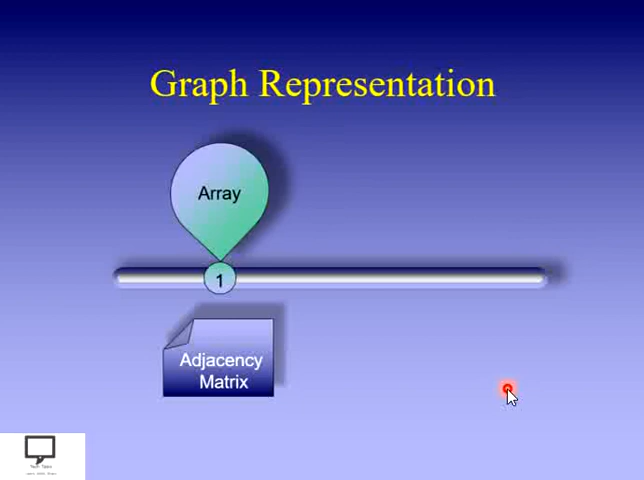 Graph Representation
Array
1
Adjacency
Matrix